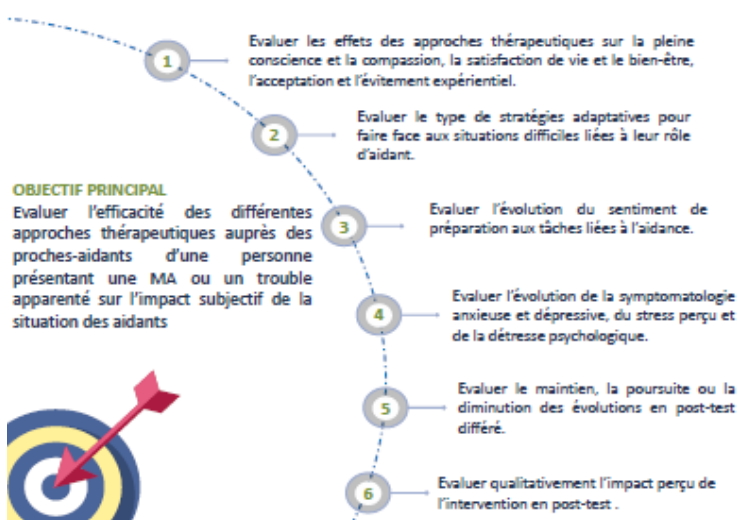 1
Evaluer les effets des approches thérapeutiques sur la pleine
conscience et la compassion, la satisfaction de vie et le bien-être,
l'acceptation et l'évitement expérientiel.
2
Evaluer le type de stratégies adaptatives pour
faire face aux situations difficiles liées à leur rôle
d'aidant.
OBJECTIF PRINCIPAL
Evaluer l'efficacité des différentes
approches thérapeutiques auprès des
proches-aidants d'une personne
présentant une MA ou un trouble
apparenté sur l'impact subjectif de la
situation des aidants
3
Evaluer l'évolution du sentiment de
préparation aux tâches liées à l'aidance.
4
Evaluer l'évolution de la symptomatologie
anxieuse et dépressive, du stress perçu et
de la détresse psychologique.
5
Evaluer le maintien, la poursuite ou la
diminution des évolutions en post-test
différé.
6
Evaluer qualitativement l'impact perçu de
l'intervention en post-test .